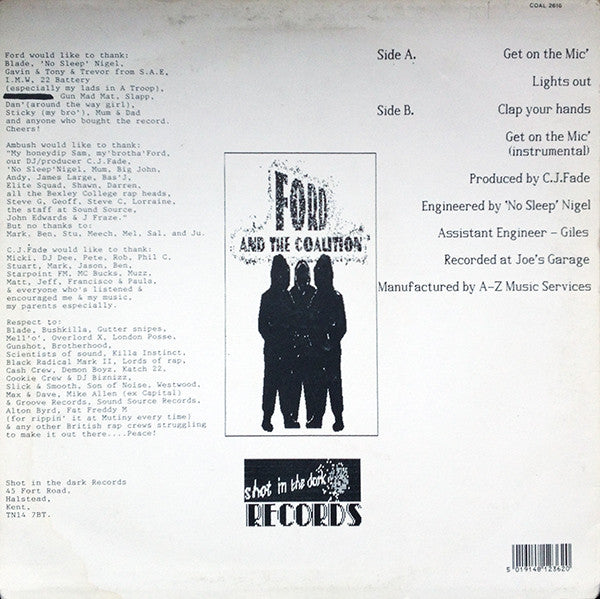 COAL 2616
Ford would like to thank:
Blade, 'No Sleep' Nigel,
Gavin & Tony & Trevor from S.A.E,
I.M.W, 22 Battery
(especially my lads in A Troop),
Gun Mad Mat, Slapp,
Dan'(around the way girl),
Sticky (my bro'), Mum & Dad
and anyone who bought the record.
Cheers!
Ambush would like to thank:
"My honeydip Sam, my'brotha'Ford,
our DJ/producer C.J.Fade,
'No Sleep'Nigel, Mum, Big John,
Andy, James Large, Bas'J,
Elite Squad, Shawn, Darren,
all the Bexley College rap heads,
Steve G, Geoff, Steve C, Lorraine,
the staff at Sound Source,
John Edwards & J Fraze.
But no thanks to:
Mark, Ben, Stu, Meech, Mel, Sal, and Ju.
C.J.Fade would like to thank:
Micki, DJ Dee, Pete, Rob, Phil C,
Stuart, Mark, Jason, Ben,
Starpoint FM, MC Bucks, Muzz,
Matt, Jeff, Francisco & Paula,
& everyone who's listened &
encouraged me & my music,
my parents especially.
Respect to:
Blade, Bushkilla, Gutter snipes,
Mell'o', Overlord X, London Posse,
Gunshot, Brotherhood,
Scientists of sound, Killa Instinct,
Black Radical Mark II, Lords of rap,
Cash Crew, Demon Boyz, Katch 22,
Cookie Crew & DJ Biznizz,
Slick & Smooth, Son of Noise, Westwood,
Max & Dave, Mike Allen (ex Capital)
& Groove Records, Sound Source Records,
Alton Byrd, Fat Freddy M
(for rippin' it at Mutiny every time)
& any other British rap crews struggling
to make it out there....Peace!
Shot in the dark Records
45 Fort Road,
Halstead,
Kent.
TN14 7BT.
FORD
AND THE COALITION
shot in the dark
RECORDS
Side A. Get on the Mic'
Lights out
Side B. Clap your hands
Get on the Mic'
(instrumental)
Produced by C.J.Fade
Engineered by 'No Sleep' Nigel
Assistant Engineer – Giles
Recorded at Joe's Garage
Manufactured by A-Z Music Services
5 019148 123620